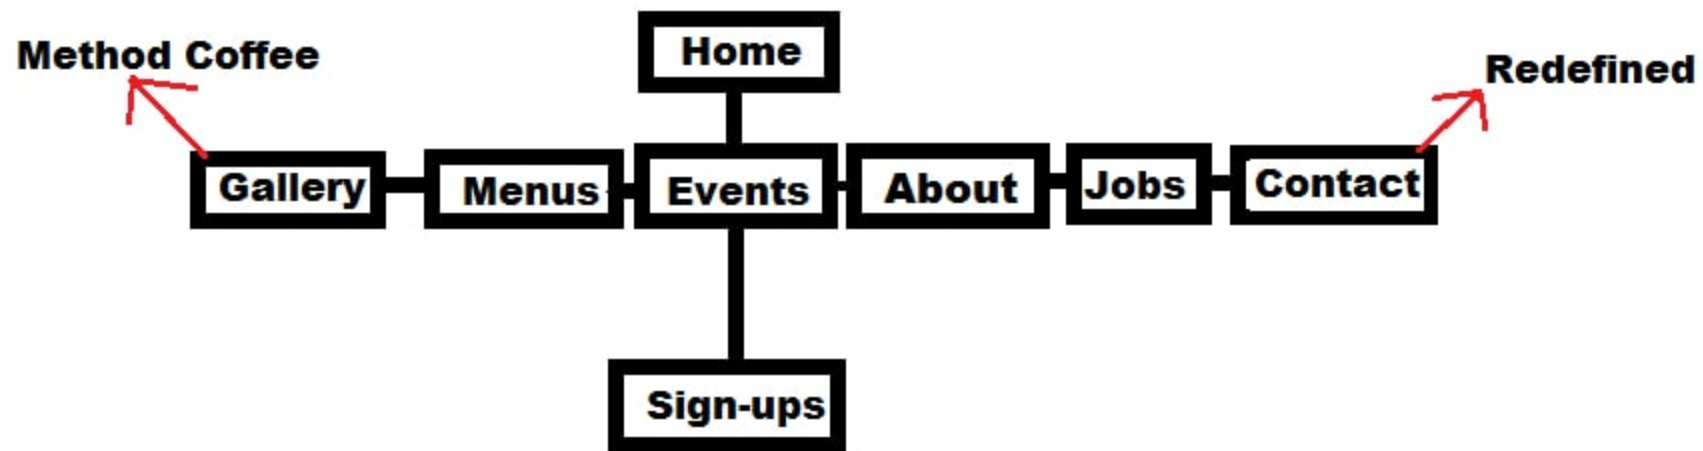 Home
Method Coffee
Redefined
Gallery
Menus
Events
About
Jobs
Contact
Sign-ups